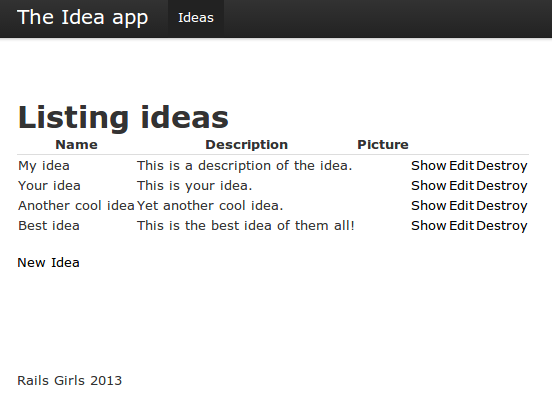 The Idea app Ideas
Listing ideas
Name Description Picture
My idea This is a description of the idea. Show Edit Destroy
Your idea This is your idea. Show Edit Destroy
Another cool idea Yet another cool idea. Show Edit Destroy
Best idea This is the best idea of them all! Show Edit Destroy
New Idea
Rails Girls 2013